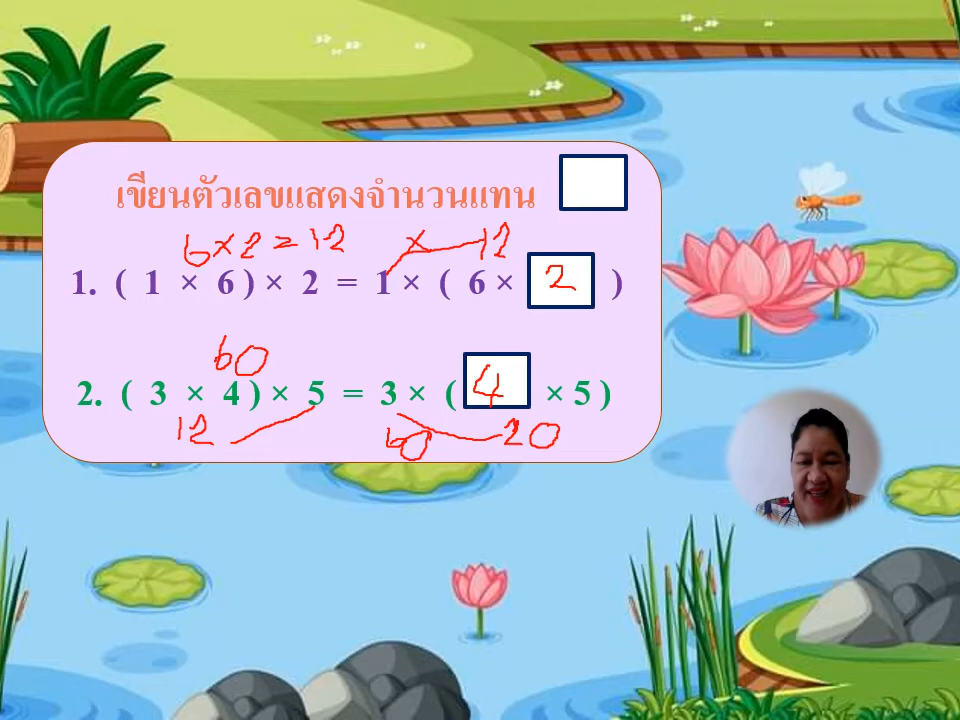 เขียนตัวเลขแสดงจำนวนแทน
6 × 2 = 12 × 12
1. ( 1 × 6 ) × 2 = 1 × ( 6 × 2 )
60
2. ( 3 × 4 ) × 5 = 3 × ( 4 × 5 )
12 60 20